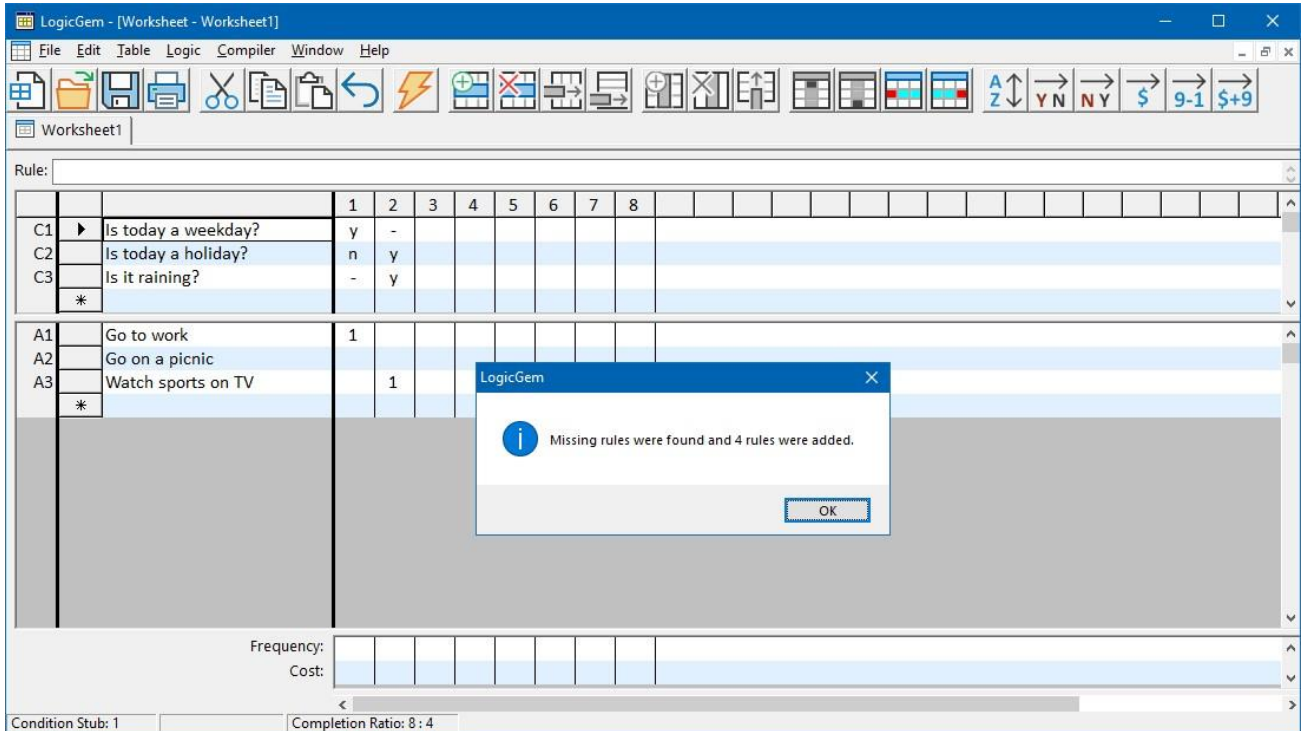 LogicGem - [Worksheet - Worksheet1]
File Edit Table Logic Compiler Window Help
A Z Y N N Y $ 9-1 $+9
Worksheet1
Rule:
1 2 3 4 5 6 7 8
C1 Is today a weekday? y -
C2 Is today a holiday? n y
C3 Is it raining? - y
*
A1 Go to work 1
A2 Go on a picnic
A3 Watch sports on TV 1
*
LogicGem
Missing rules were found and 4 rules were added.
OK
Frequency:
Cost:
Condition Stub: 1 Completion Ratio: 8 : 4